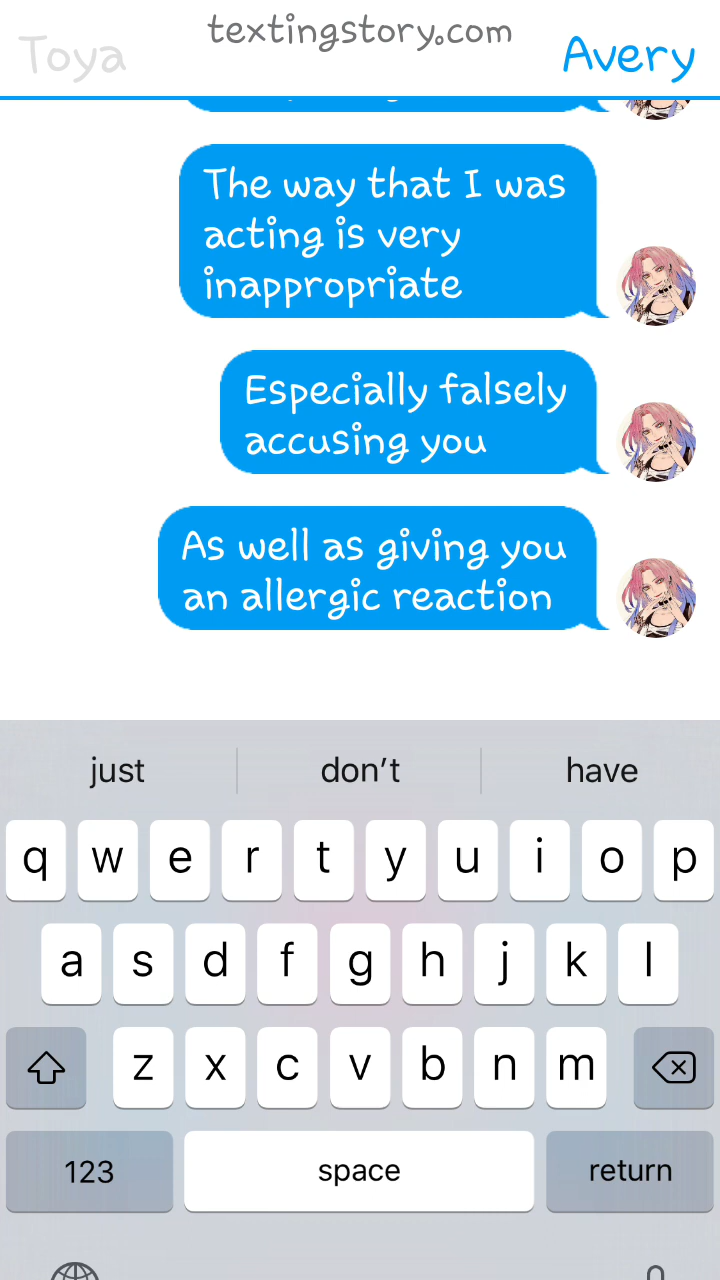 textingstory.com
Toya
Avery
The way that I was
acting is very
inappropriate
Especially falsely
accusing you
As well as giving you
an allergic reaction
just don't have
q w e r t y u i o p
a s d f g h j k l
z x c v b n m
123 space return